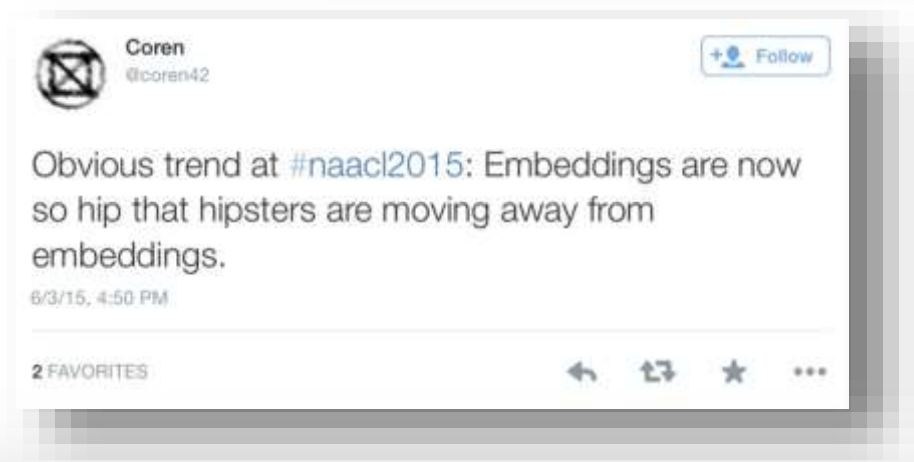 Coren
@coren42
Follow
Obvious trend at #naacl2015: Embeddings are now
so hip that hipsters are moving away from
embeddings.
6/3/15, 4:50 PM
2 FAVORITES